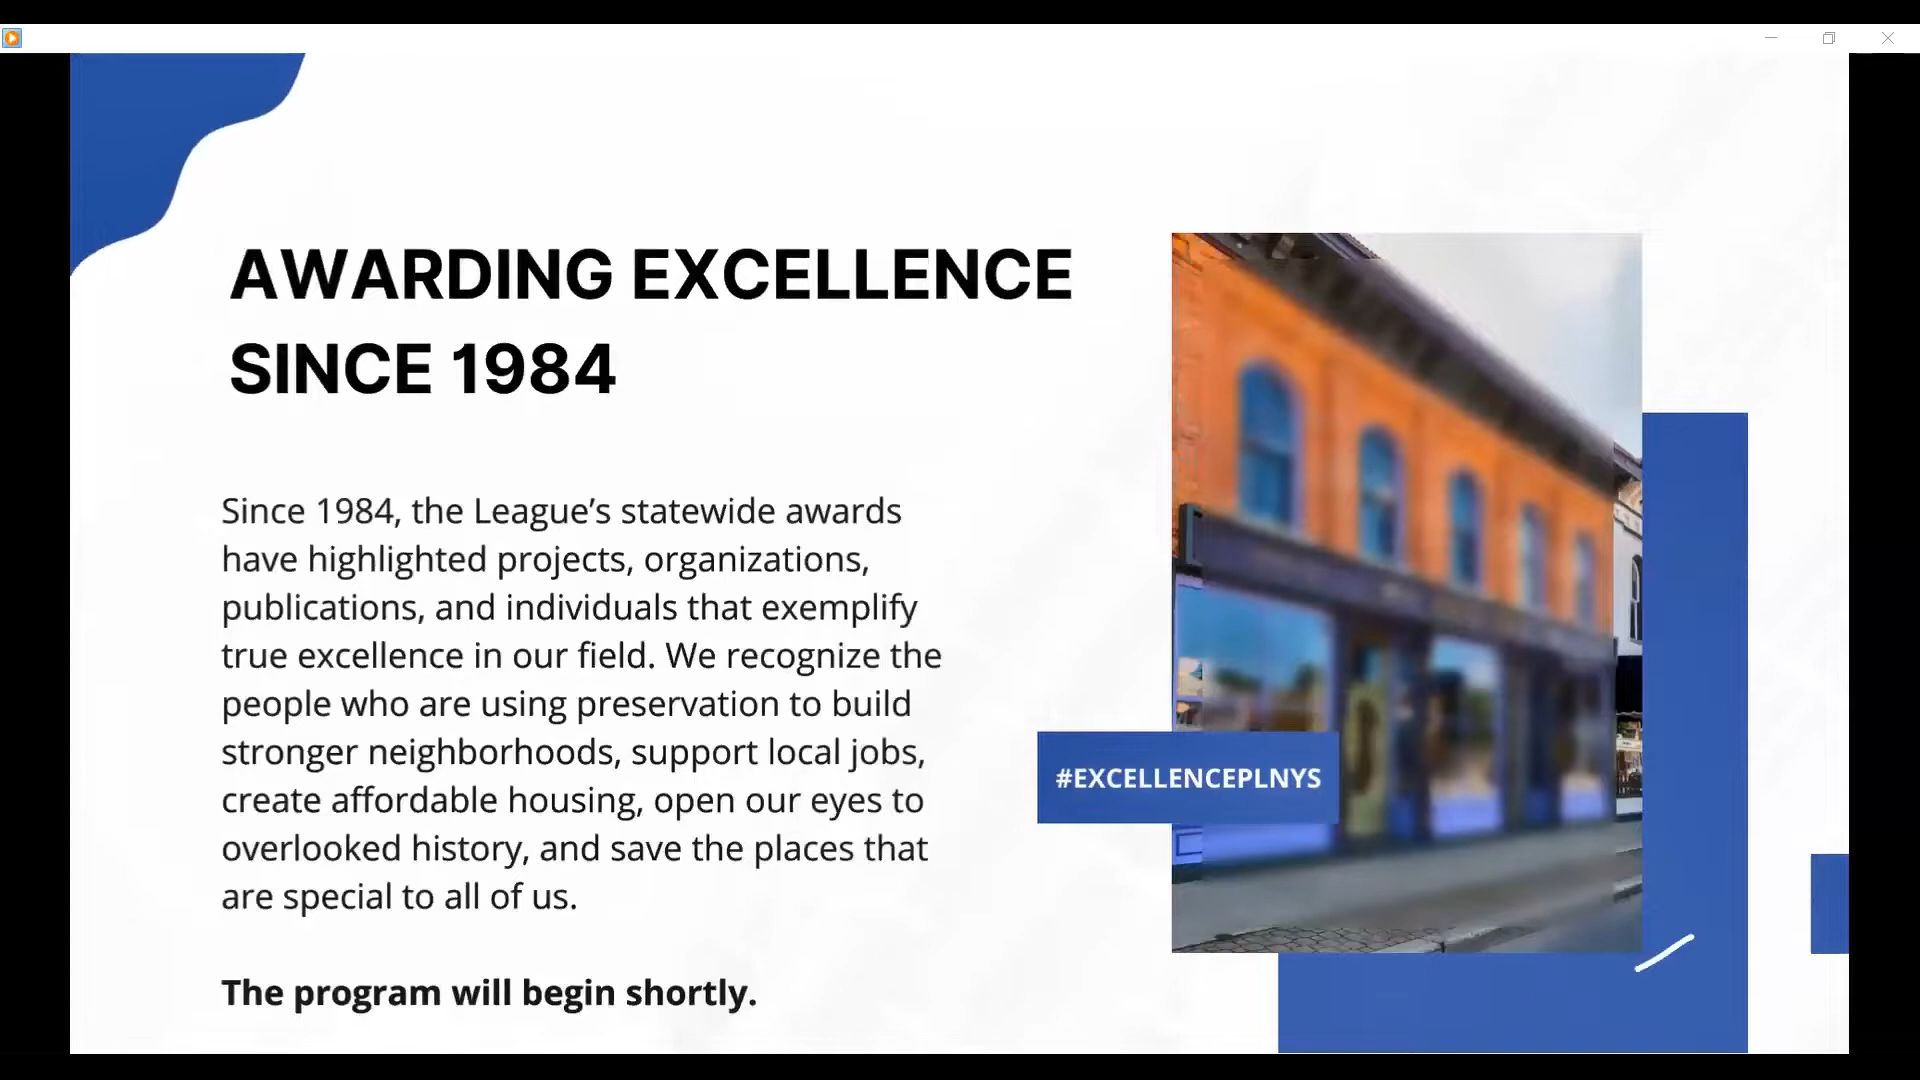 AWARDING EXCELLENCE
SINCE 1984
Since 1984, the League’s statewide awards
have highlighted projects, organizations,
publications, and individuals that exemplify
true excellence in our field. We recognize the
people who are using preservation to build
stronger neighborhoods, support local jobs,
create affordable housing, open our eyes to
overlooked history, and save the places that
are special to all of us.
The program will begin shortly.
#EXCELLENCEPLNYS